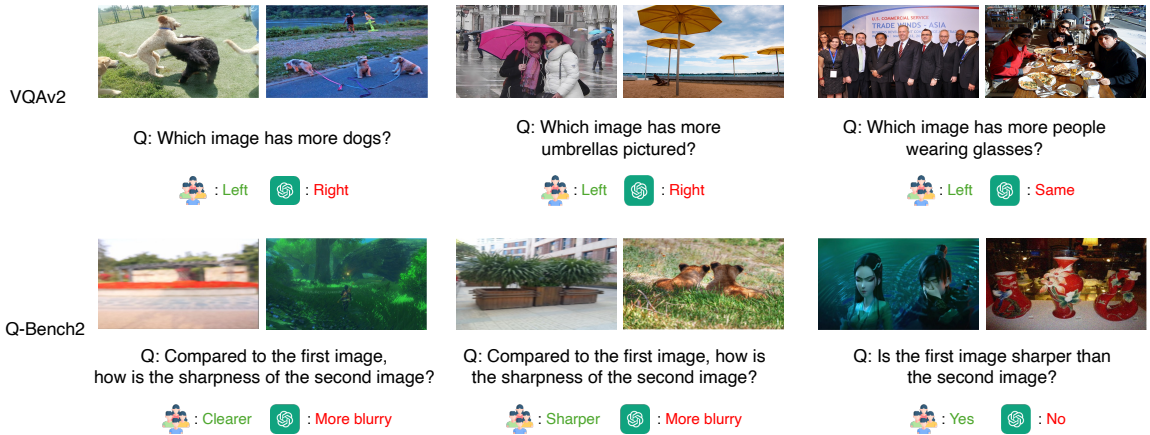 VQAv2
U.S. COMMERCIAL SERVICE
TRADE WINDS - ASIA
Q: Which image has more dogs?
Q: Which image has more
umbrellas pictured?
Q: Which image has more people
wearing glasses?
: Left : Right
: Left : Right
: Left : Same
Q-Bench2
Q: Compared to the first image,
how is the sharpness of the second image?
Q: Compared to the first image, how is
the sharpness of the second image?
Q: Is the first image sharper than
the second image?
: Clearer : More blurry
: Sharper : More blurry
: Yes : No